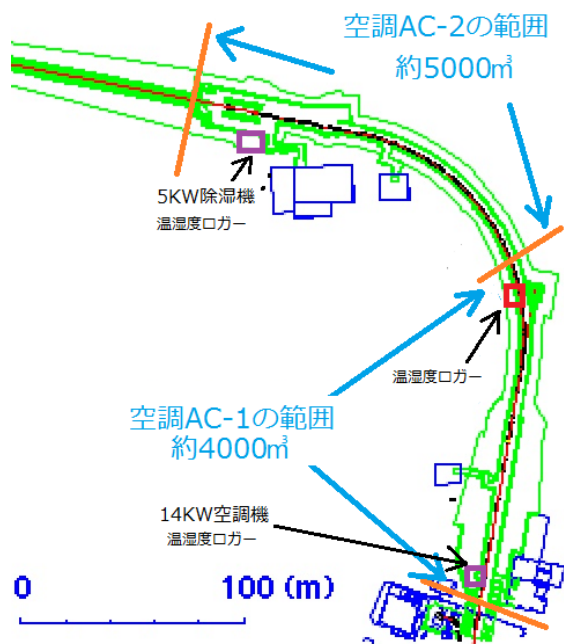 空調AC-2の範囲
約5000㎥
5KW除湿機
温湿度ロガー
温湿度ロガー
空調AC-1の範囲
約4000㎥
14KW空調機
温湿度ロガー
0 100 (m)